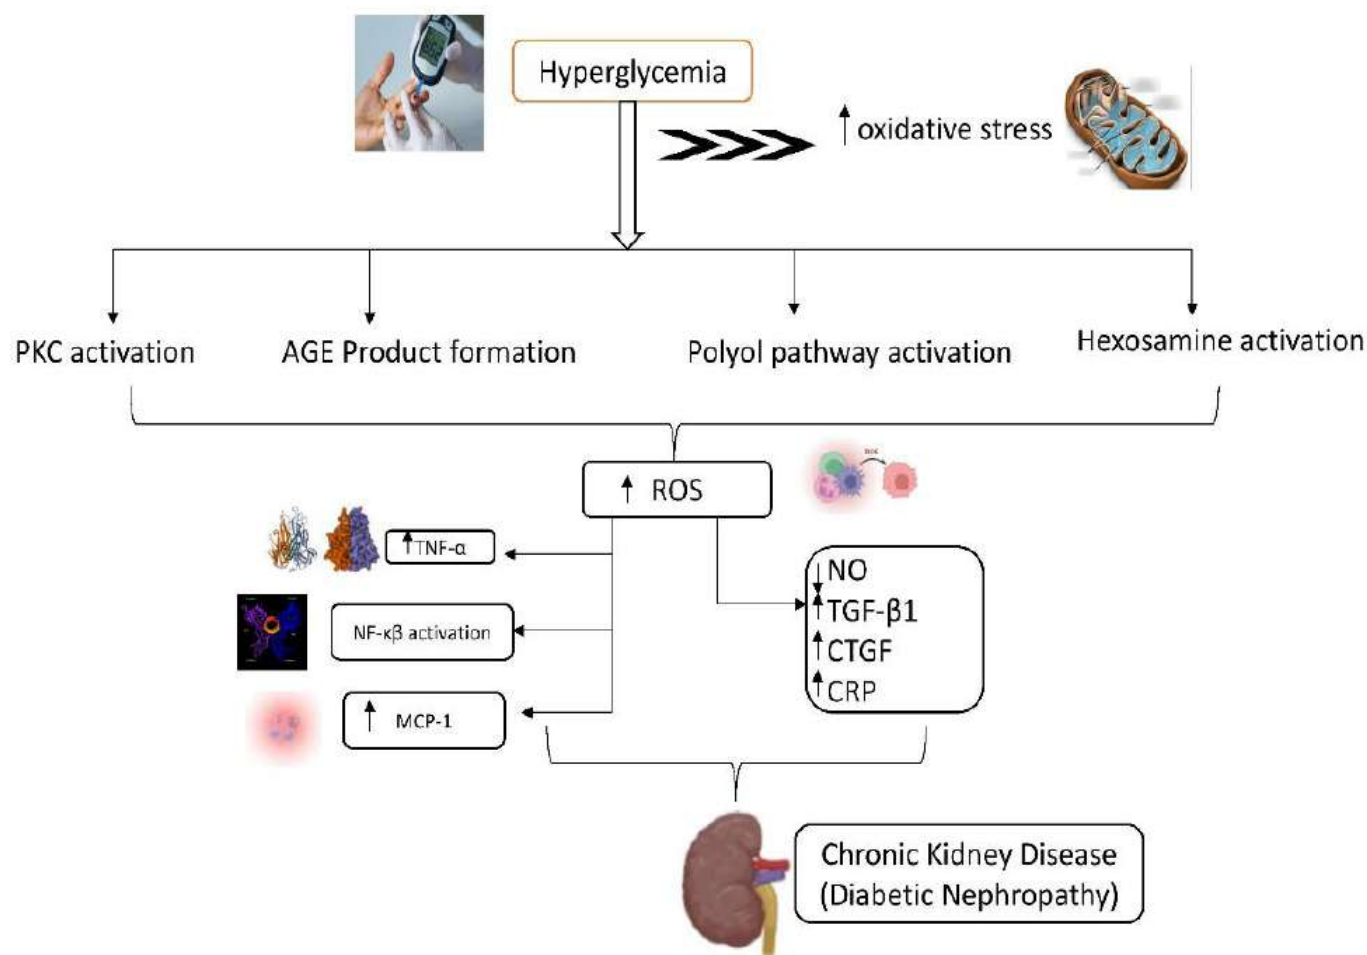 Hyperglycemia
↑ oxidative stress
PKC activation
AGE Product formation
Polyol pathway activation
Hexosamine activation
↑ ROS
↑TNF-α
NF-κβ activation
↑ MCP-1
↓NO
↑TGF-β1
↑CTGF
↑CRP
Chronic Kidney Disease
(Diabetic Nephropathy)